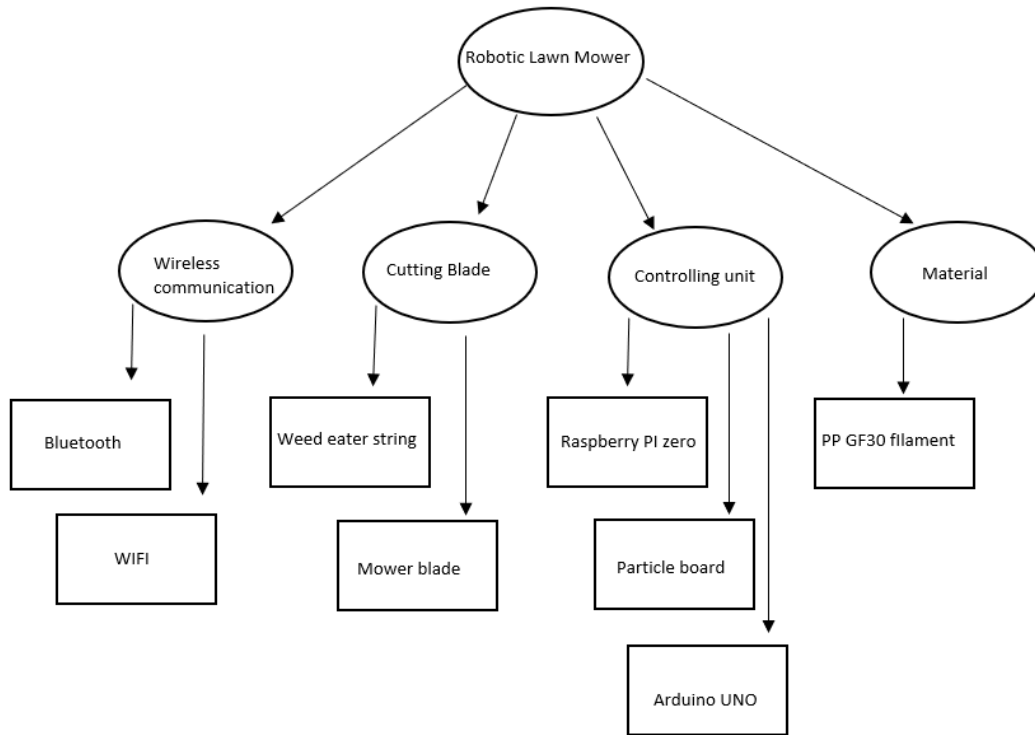 Robotic Lawn Mower
Wireless
communication
Cutting Blade
Controlling unit
Material
Bluetooth
Weed eater string
Raspberry PI zero
PP GF30 fIlament
WIFI
Mower blade
Particle board
Arduino UNO